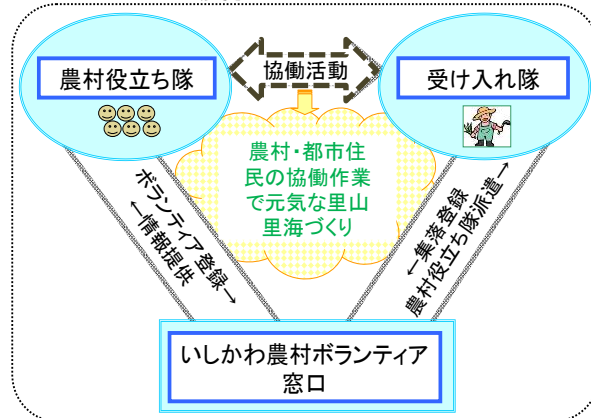 農村役立ち隊
協働活動
受け入れ隊
農村・都市住
民の協働作業
で元気な里山
里海づくり
ボランティア登録→
←情報提供
←集落登録
農村役立ち隊派遣→
いしかわ農村ボランティア
窓口